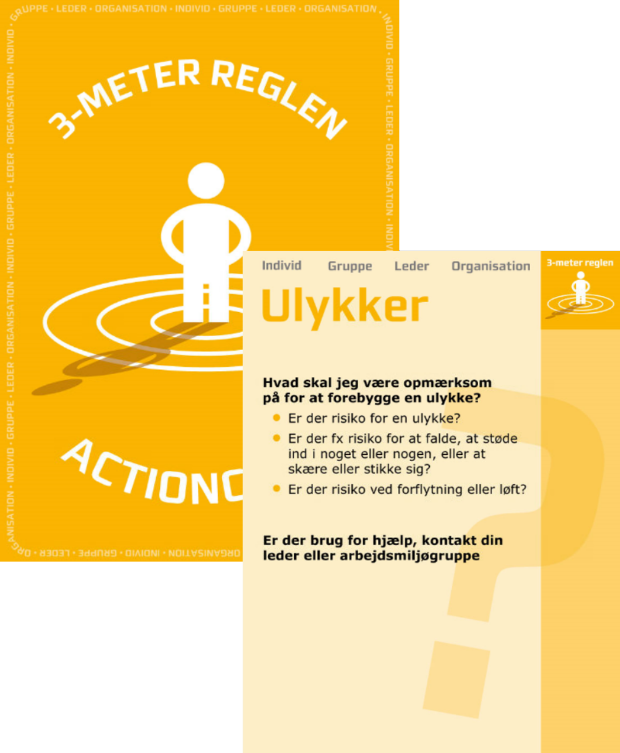 GRUPPE • LEDER • ORGANISATION • INDIVID • GRUPPE • LEDER • ORGANISATION •
INDIVID • GRUPPE • LEDER • ORGANISATION •
ORGANISATION • INDIVID • GRUPPE • LEDER • ORGANISATION • INDIVID •
LEDER • GRUPPE • INDIVID • ORGANISATION
3-METER REGLEN
Individ Gruppe Leder Organisation
3-meter reglen
Ulykker
Hvad skal jeg være opmærksom
på for at forebygge en ulykke?
• Er der risiko for en ulykke?
• Er der fx risiko for at falde, at støde
ind i noget eller nogen, eller at
skære eller stikke sig?
• Er der risiko ved forflytning eller løft?
Er der brug for hjælp, kontakt din
leder eller arbejdsmiljøgruppe